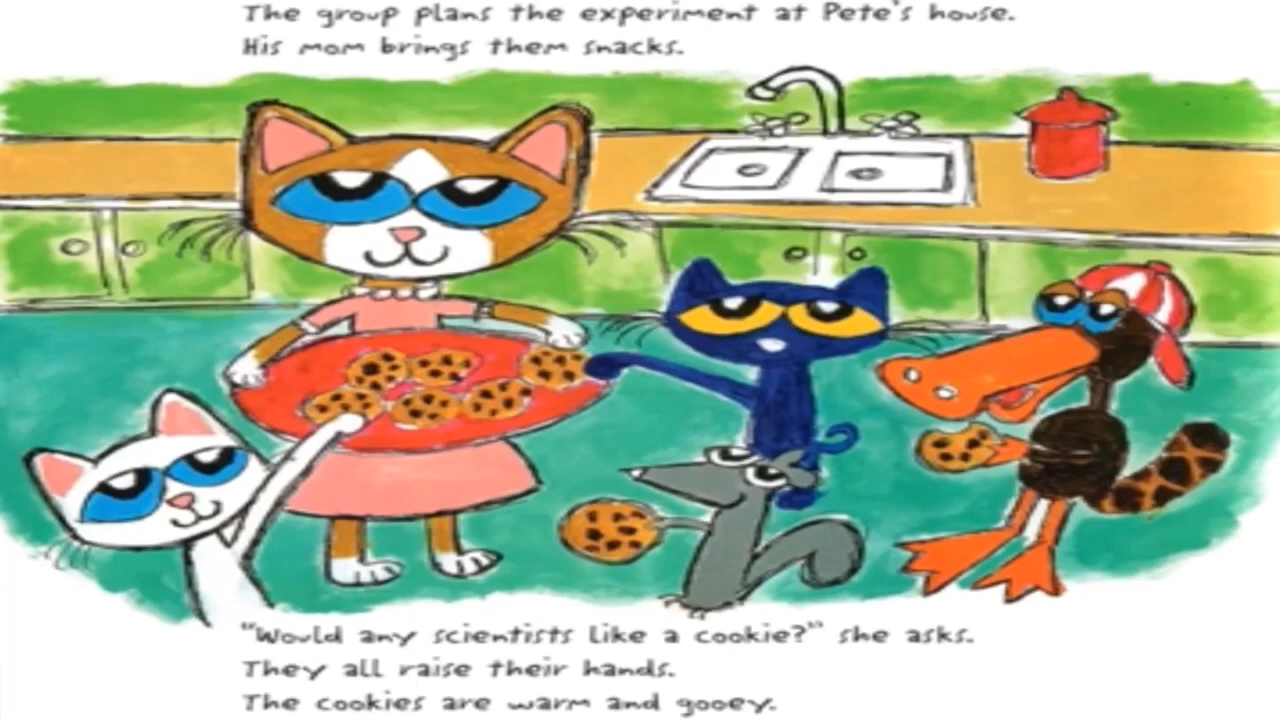 The group plans the experiment at Pete's house.
His mom brings them snacks.
"Would any scientists like a cookie?" she asks.
They all raise their hands.
The cookies are warm and gooey.